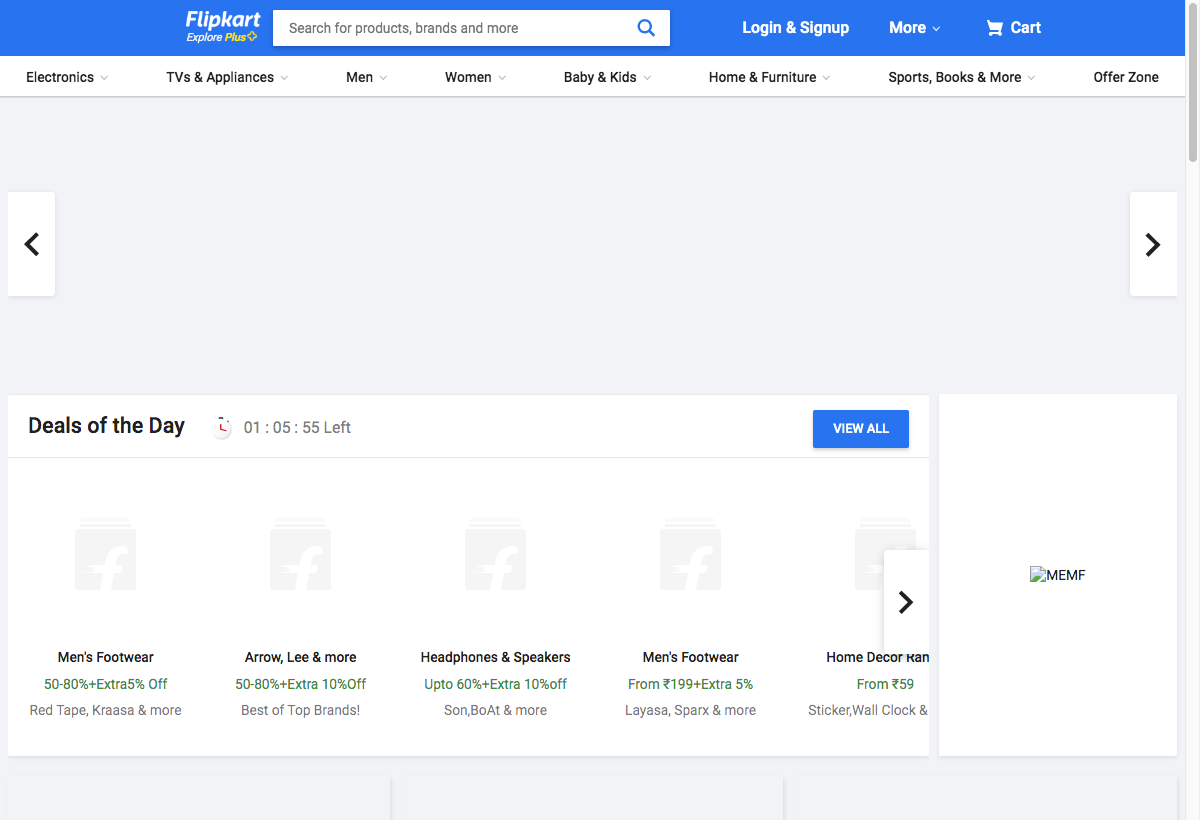 Flipkart
Explore Plus
Search for products, brands and more
Login & Signup
More
Cart
Electronics
TVs & Appliances
Men
Women
Baby & Kids
Home & Furniture
Sports, Books & More
Offer Zone
Deals of the Day
01 : 05 : 55 Left
VIEW ALL
MEMF
Men's Footwear
Arrow, Lee & more
Headphones & Speakers
Men's Footwear
Home Decor Ran
50-80%+Extra5% Off
50-80%+Extra 10%Off
Upto 60%+Extra 10%off
From ₹199+Extra 5%
From ₹59
Red Tape, Kraasa & more
Best of Top Brands!
Son,BoAt & more
Layasa, Sparx & more
Sticker,Wall Clock &